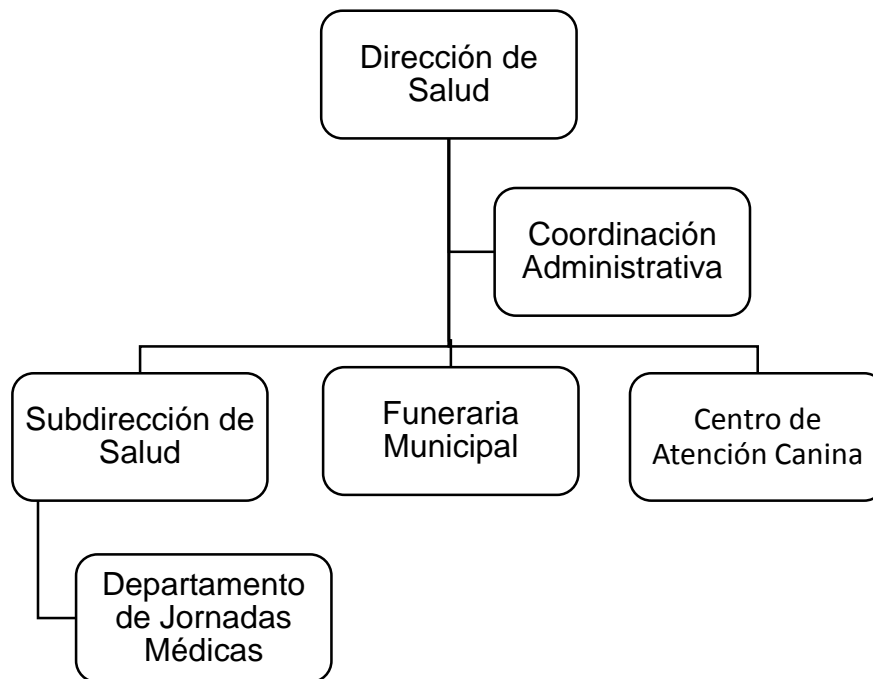 Dirección de
Salud
Coordinación
Administrativa
Subdirección de
Salud
Funeraria
Municipal
Centro de
Atención Canina
Departamento
de Jornadas
Médicas